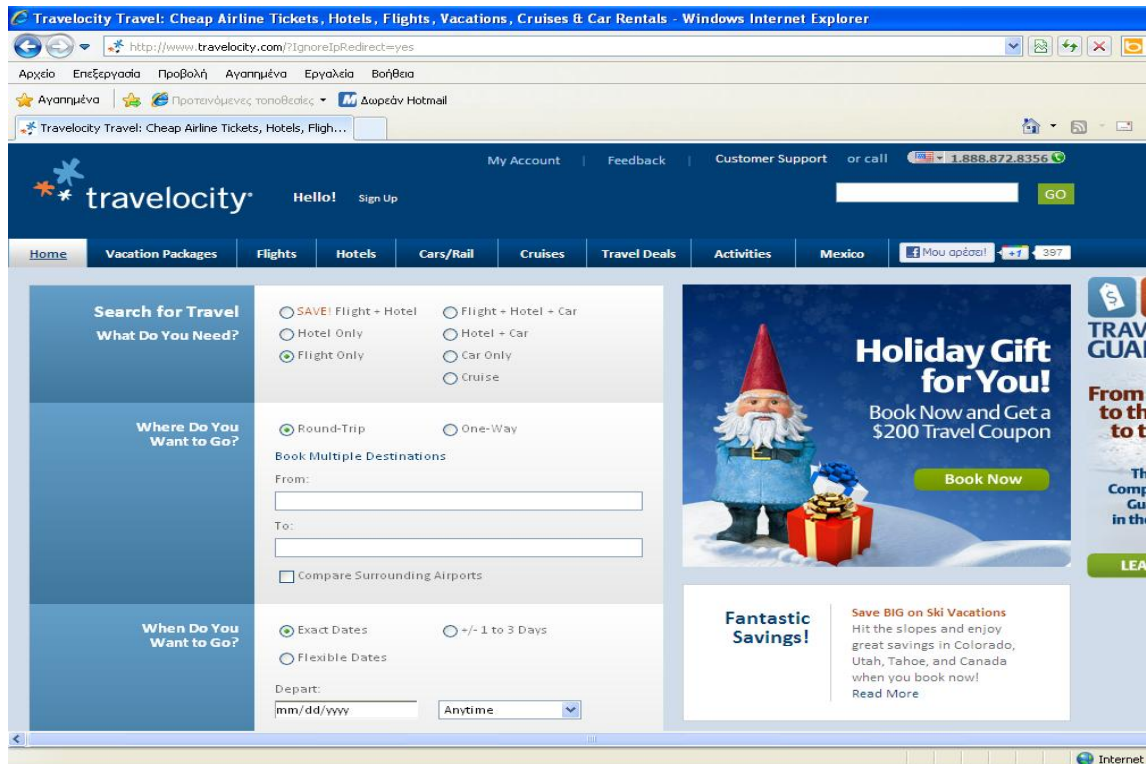 Travelocity Travel: Cheap Airline Tickets, Hotels, Flights, Vacations, Cruises & Car Rentals - Windows Internet Explorer
http://www.travelocity.com/?IgnoreIpRedirect=yes
Αρχείο Επεξεργασία Προβολή Αγαπημένα Εργαλεία Βοήθεια
Αγαπημένα Προτεινόμενες τοποθεσίες Δωρεάν Hotmail
Travelocity Travel: Cheap Airline Tickets, Hotels, Fligh...
My Account | Feedback | Customer Support or call 1.888.872.8356
travelocity Hello! Sign Up GO
Home Vacation Packages Flights Hotels Cars/Rail Cruises Travel Deals Activities Mexico Μου αρέσει! +1 397
Search for Travel
What Do You Need?
SAVE! Flight + Hotel Flight + Hotel + Car
Hotel Only Hotel + Car
Flight Only Car Only
Cruise
Where Do You
Want to Go?
Round-Trip One-Way
Book Multiple Destinations
From:
To:
Compare Surrounding Airports
When Do You
Want to Go?
Exact Dates +/- 1 to 3 Days
Flexible Dates
Depart:
mm/dd/yyyy Anytime
Holiday Gift
for You!
Book Now and Get a
$200 Travel Coupon
Book Now
Fantastic
Savings!
Save BIG on Ski Vacations
Hit the slopes and enjoy
great savings in Colorado,
Utah, Tahoe, and Canada
when you book now!
Read More
From
to th
to t
in the
Internet